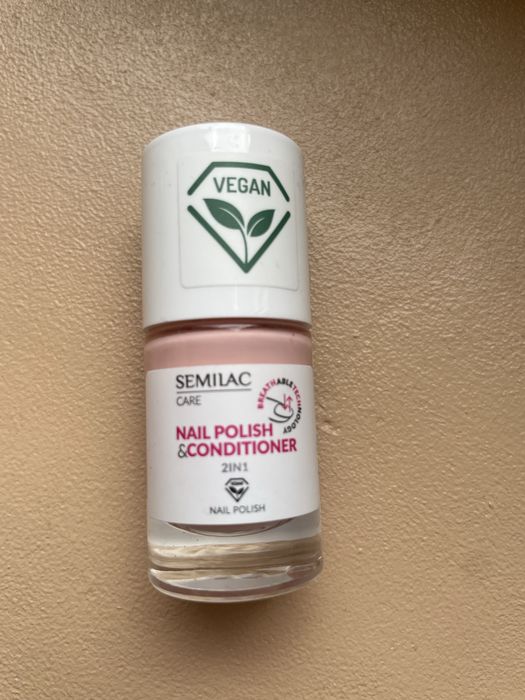 VEGAN
SEMILAC
CARE
BREATHABLE TECHNOLOGY
NAIL POLISH
&CONDITIONER
2IN1
NAIL POLISH